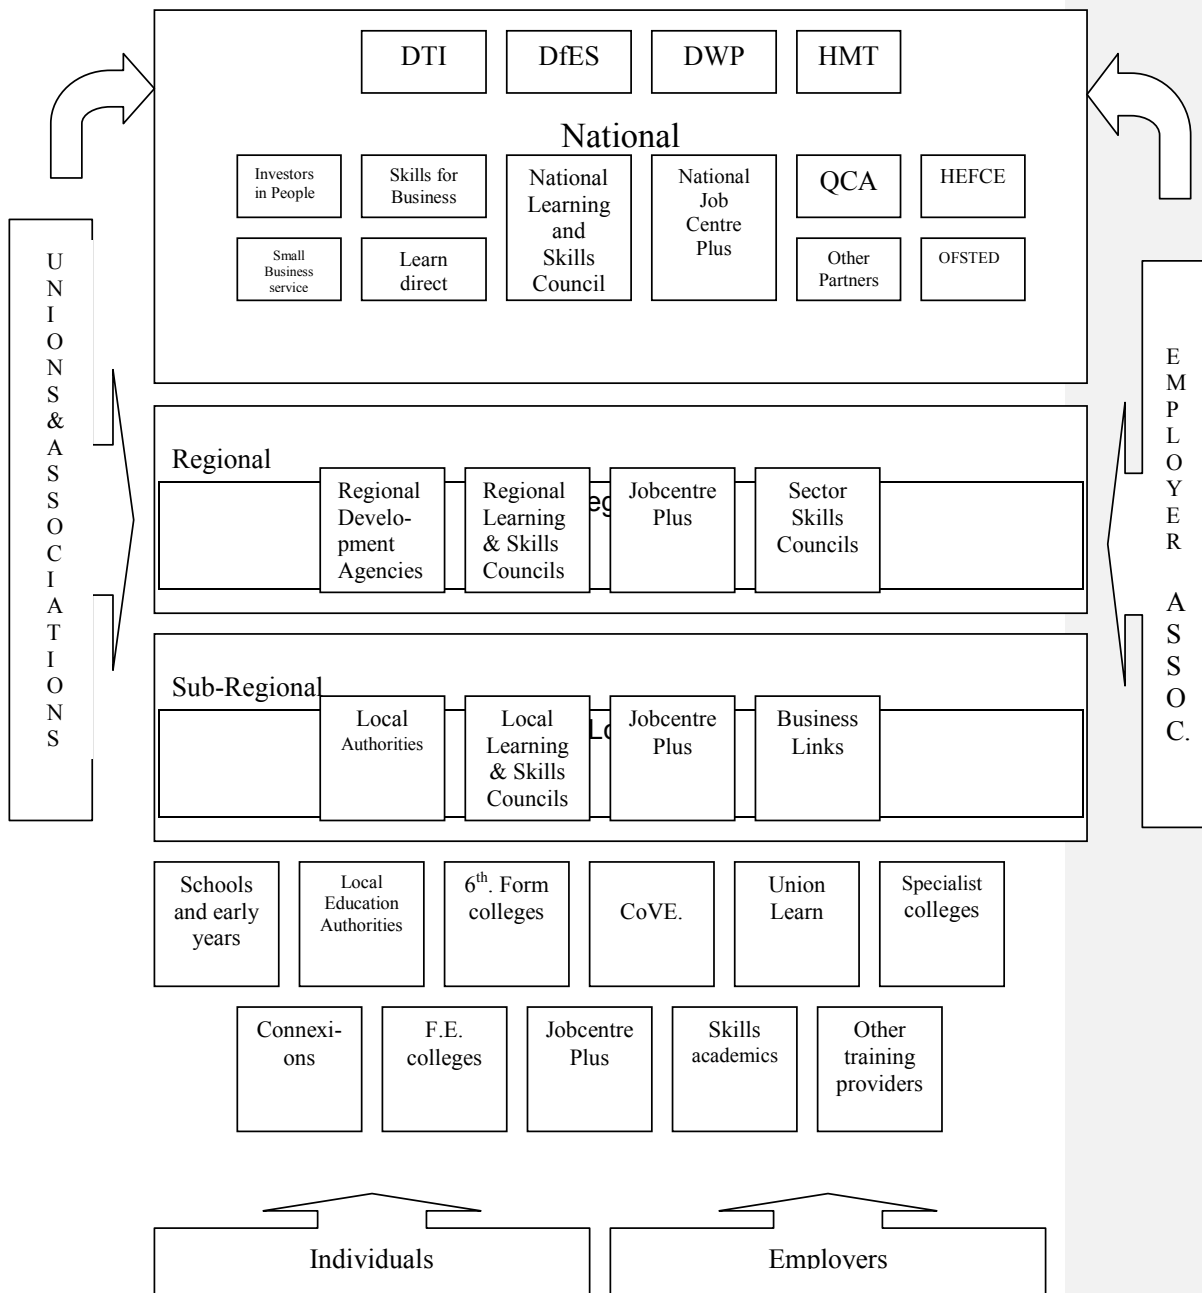 DTI
DfES
DWP
HMT
National
Investors
in People
Skills for
Business
National
Learning
and
Skills
Council
National
Job
Centre
Plus
QCA
HEFCE
Small
Business
service
Learn
direct
Other
Partners
OFSTED
UNIONS&ASSOCIATIONS
EMPLOYER ASSOC.
Regional
Regional
Develo-
pment
Agencies
Regional
Learning
& Skills
Councils
Jobcentre
Plus
Sector
Skills
Councils
Sub-Regional
Local
Authorities
Local
Learning
& Skills
Councils
Jobcentre
Plus
Business
Links
Schools
and early
years
Local
Education
Authorities
6th. Form
colleges
CoVE.
Union
Learn
Specialist
colleges
Connexi-
ons
F.E.
colleges
Jobcentre
Plus
Skills
academics
Other
training
providers
Individuals
Employers